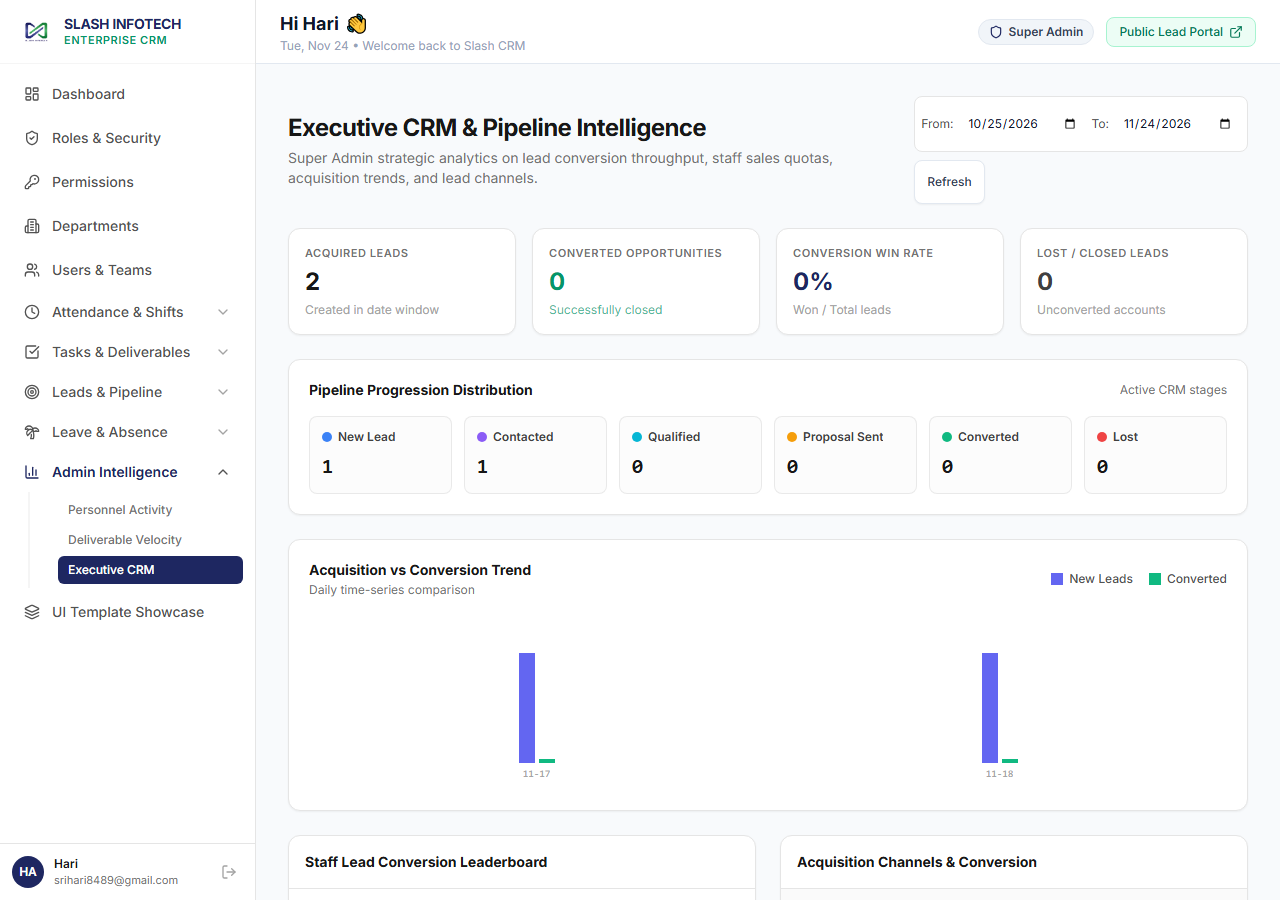 SLASH INFOTECH
ENTERPRISE CRM
Dashboard
Roles & Security
Permissions
Departments
Users & Teams
Attendance & Shifts
Tasks & Deliverables
Leads & Pipeline
Leave & Absence
Admin Intelligence
Personnel Activity
Deliverable Velocity
Executive CRM
UI Template Showcase
HA
Hari
srihari8489@gmail.com
Hi Hari 👋
Tue, Nov 24 • Welcome back to Slash CRM
Super Admin
Public Lead Portal
Executive CRM & Pipeline Intelligence
Super Admin strategic analytics on lead conversion throughput, staff sales quotas,
acquisition trends, and lead channels.
From: 10/25/2026 To: 11/24/2026
Refresh
ACQUIRED LEADS
2
Created in date window
CONVERTED OPPORTUNITIES
0
Successfully closed
CONVERSION WIN RATE
0%
Won / Total leads
LOST / CLOSED LEADS
0
Unconverted accounts
Pipeline Progression Distribution
Active CRM stages
New Lead
1
Contacted
1
Qualified
0
Proposal Sent
0
Converted
0
Lost
0
Acquisition vs Conversion Trend
Daily time-series comparison
New Leads
Converted
11-17
11-18
Staff Lead Conversion Leaderboard
Acquisition Channels & Conversion